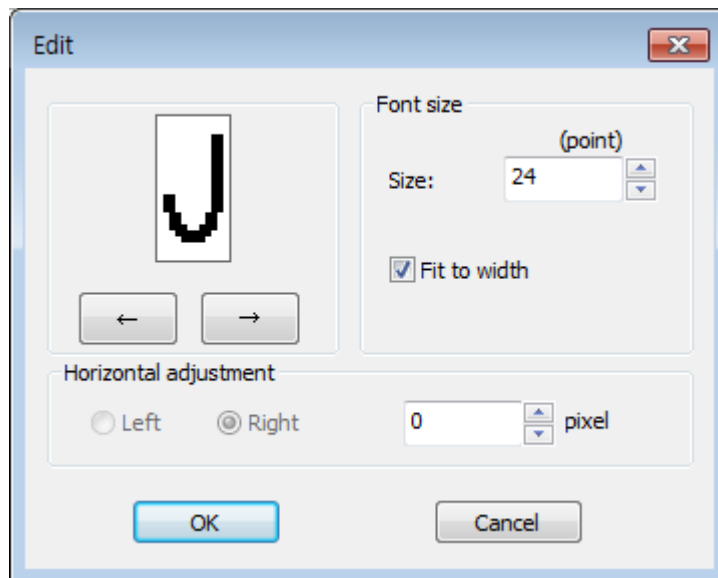 Edit
J
← →
Font size
(point)
Size: 24
Fit to width
Horizontal adjustment
Left Right 0 pixel
OK Cancel